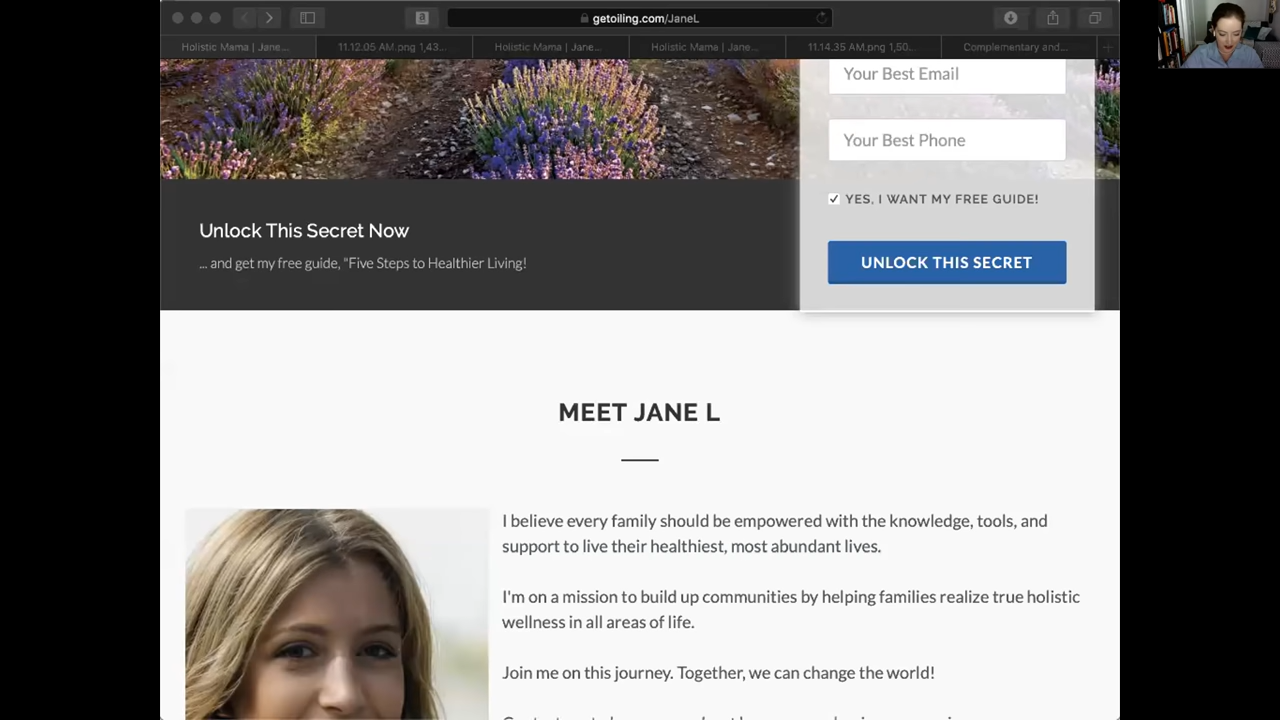 getoiling.com/JaneL
Holistic Mama | Jane...
11.12.05 AM.png 1,43...
Holistic Mama | Jane...
Holistic Mama | Jane...
11.14.35 AM.png 1,50...
Complementary and...
Your Best Email
Your Best Phone
YES, I WANT MY FREE GUIDE!
UNLOCK THIS SECRET
Unlock This Secret Now
... and get my free guide, "Five Steps to Healthier Living!
MEET JANE L
I believe every family should be empowered with the knowledge, tools, and
support to live their healthiest, most abundant lives.
I'm on a mission to build up communities by helping families realize true holistic
wellness in all areas of life.
Join me on this journey. Together, we can change the world!